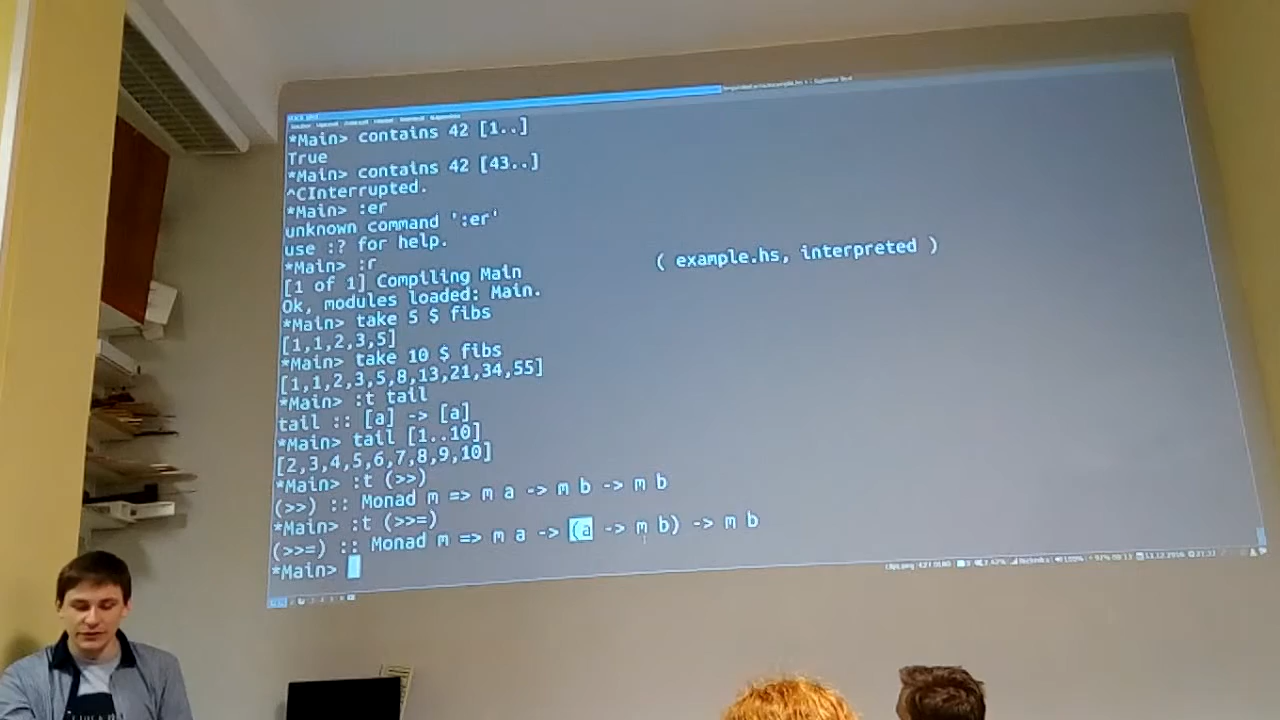 *Main> contains 42 [1..]
True
*Main> contains 42 [43..]
^CInterrupted.
*Main> :er
unknown command ':er'
use :? for help.
*Main> :r
[1 of 1] Compiling Main ( example.hs, interpreted )
Ok, modules loaded: Main.
*Main> take 5 $ fibs
[1,1,2,3,5]
*Main> take 10 $ fibs
[1,1,2,3,5,8,13,21,34,55]
*Main> :t tail
tail :: [a] -> [a]
*Main> tail [1..10]
[2,3,4,5,6,7,8,9,10]
*Main> :t (>>)
(>>) :: Monad m => m a -> m b -> m b
*Main> :t (>>=)
(>>=) :: Monad m => m a -> (a -> m b) -> m b
*Main>